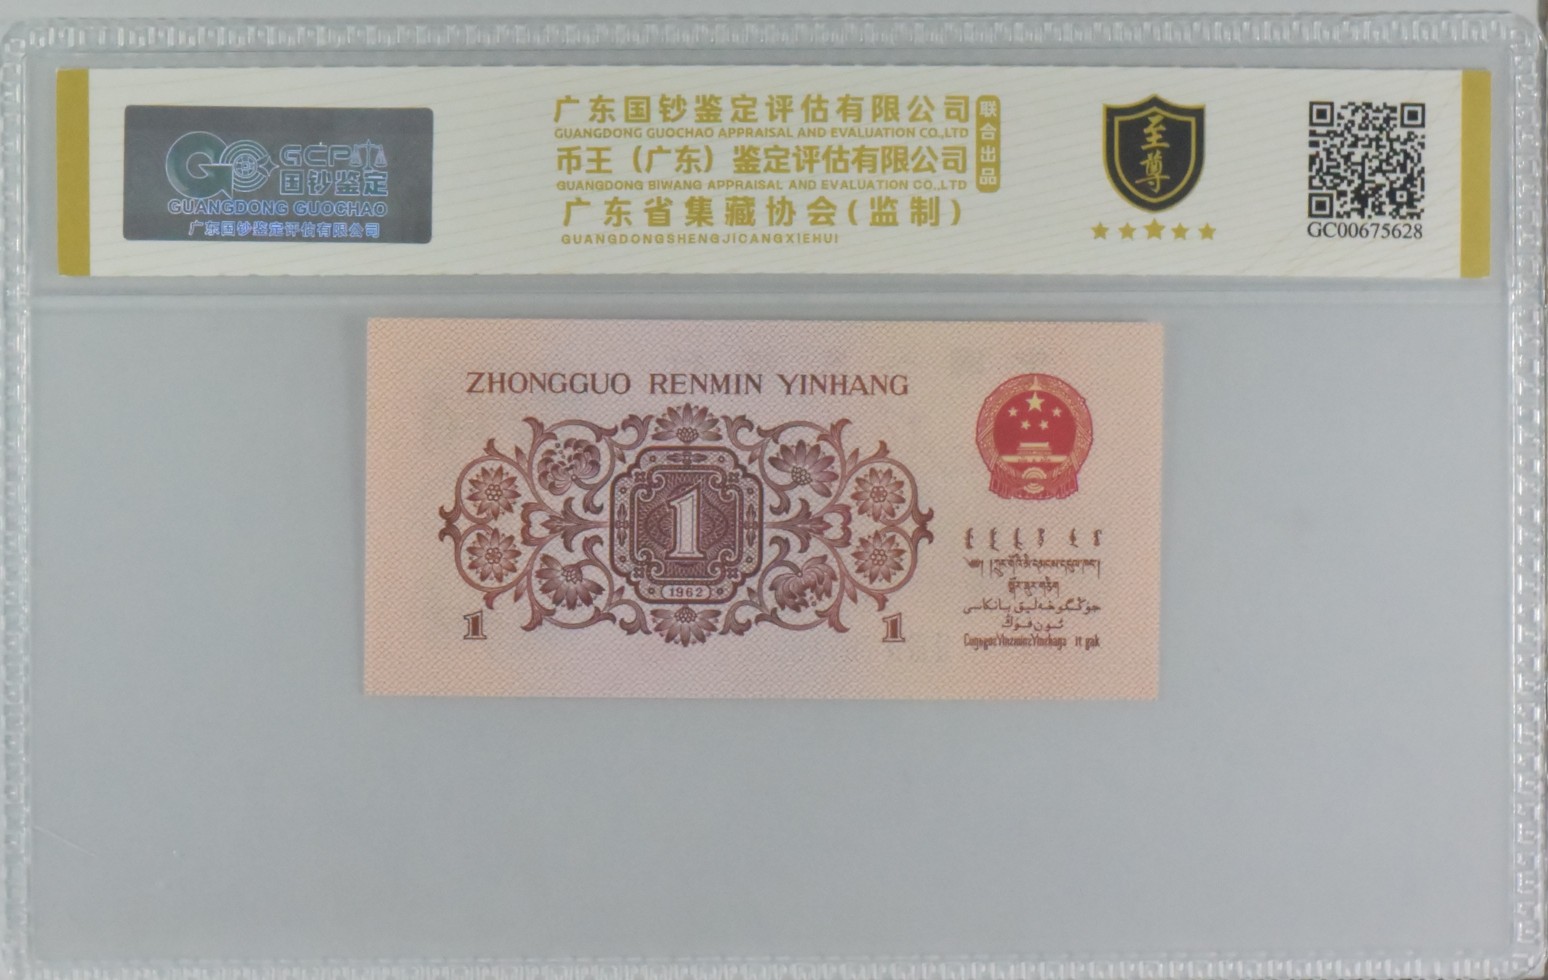 GCP
国钞鉴定
GUANGDONG GUOCHAO
广东国钞鉴定评估有限公司
广东国钞鉴定评估有限公司
GUANGDONG GUOCHAO APPRAISAL AND EVALUATION CO.,LTD
币王（广东）鉴定评估有限公司
GUANGDONG BIWANG APPRAISAL AND EVALUATION CO.,LTD
联合出品
广东省集藏协会(监制)
GUANGDONGSHENGJICANGXIEHUI
至尊
GC00675628
ZHONGGUO RENMIN YINHANG
1
1962
1
1